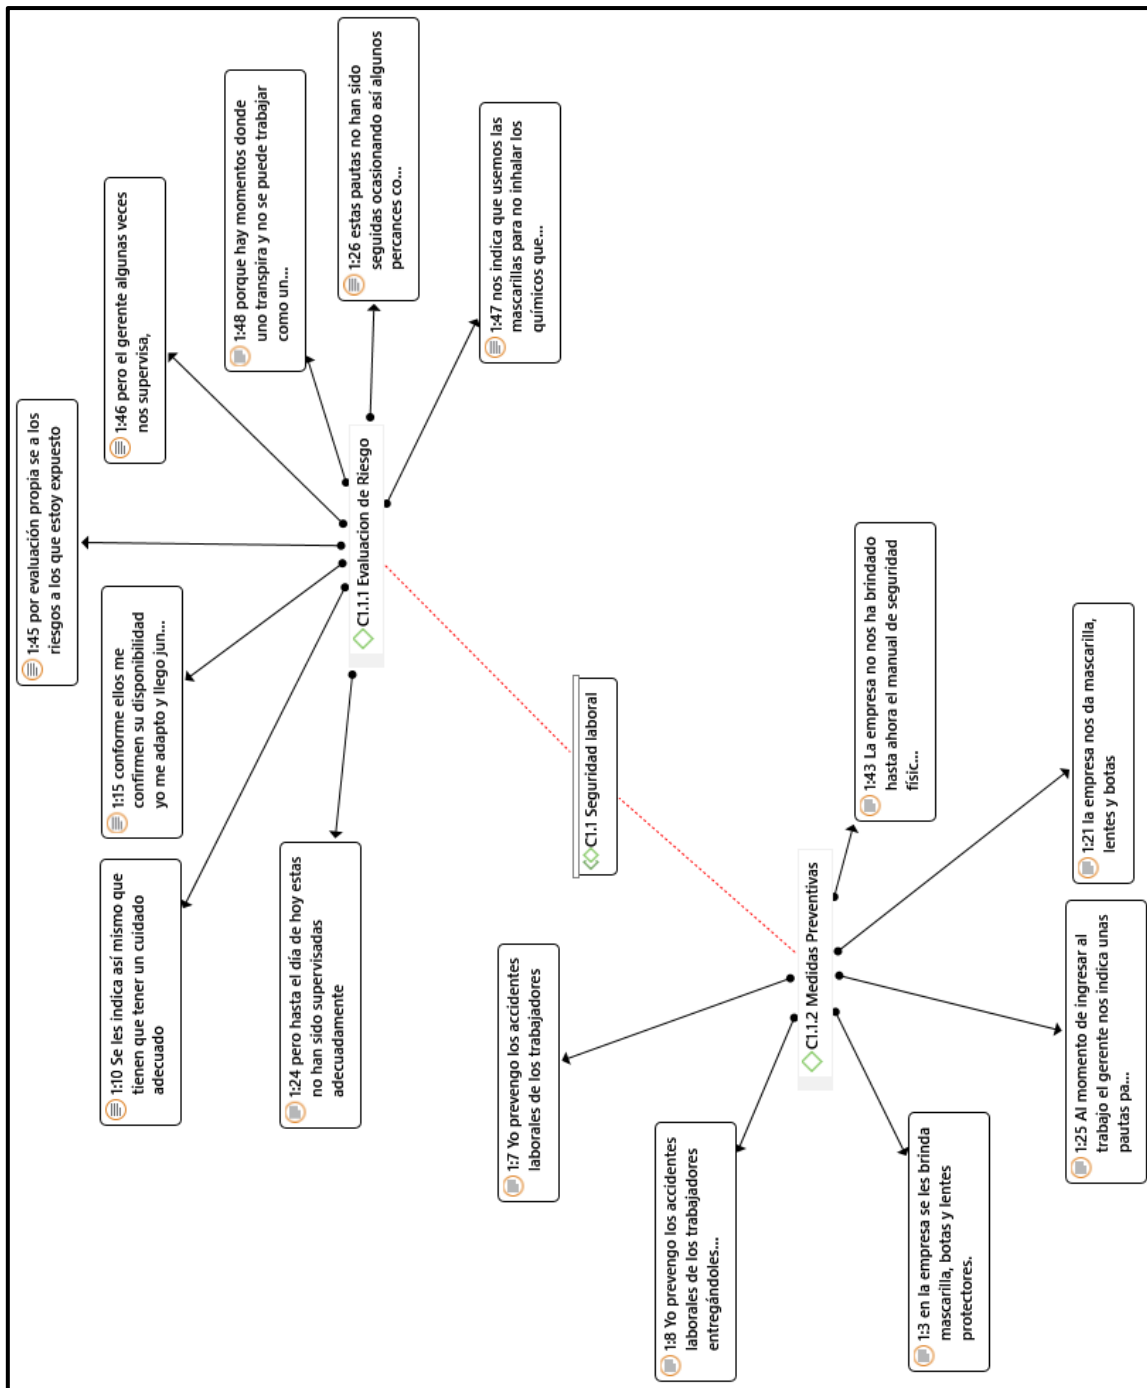 1:45 por evaluación propia se a los
riesgos a los que estoy expuesto
1:10 Se les indica así mismo que
tienen que tener un cuidado
adecuado
1:15 conforme ellos me
confirmen su disponibilidad
yo me adapto y llego jun...
1:46 pero el gerente algunas veces
nos supervisa,
1:48 porque hay momentos donde
uno transpira y no se puede trabajar
como un...
1:24 pero hasta el día de hoy estas
no han sido supervisadas
adecuadamente
1:26 estas pautas no han sido
seguidas ocasionando así algunos
percances co...
C1.1.1 Evaluacion de Riesgo
1:47 nos indica que usemos las
mascarillas para no inhalar los
químicos que...
1:7 Yo prevengo los accidentes
laborales de los trabajadores
C1.1 Seguridad laboral
1:8 Yo prevengo los accidentes
laborales de los trabajadores
entregándoles...
C1.1.2 Medidas Preventivas
1:43 La empresa no nos ha brindado
hasta ahora el manual de seguridad
físic...
1:3 en la empresa se les brinda
mascarilla, botas y lentes
protectores.
1:25 Al momento de ingresar al
trabajo el gerente nos indica unas
pautas pa...
1:21 la empresa nos da mascarilla,
lentes y botas